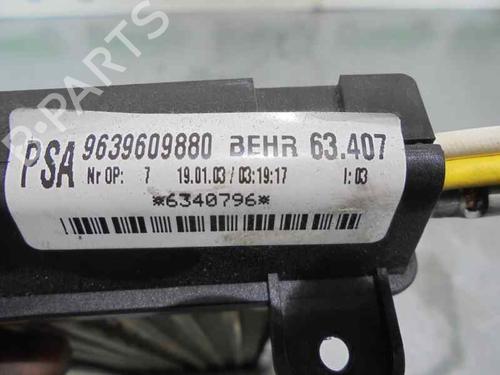 B-PARTS
PSA 9639609880 BEHR 63.407
Nr OP: 7 19.01.03 / 03:19:17 I: 03
*6340796*